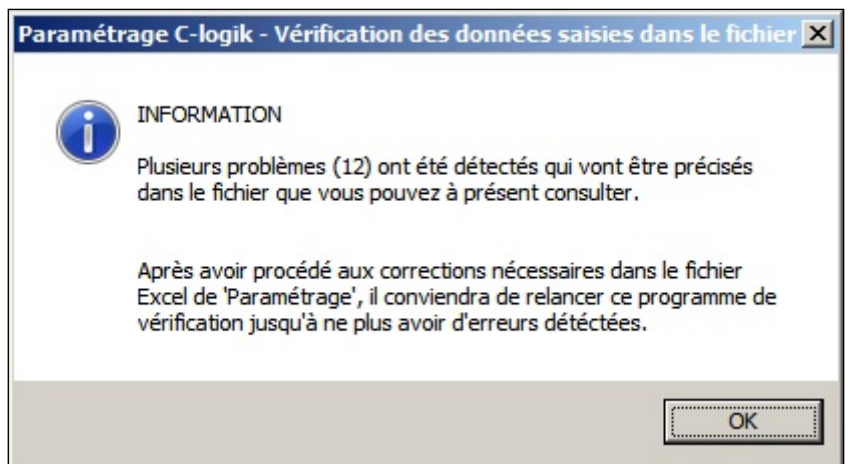 Paramétrage C-logik - Vérification des données saisies dans le fichier
INFORMATION
Plusieurs problèmes (12) ont été détectés qui vont être précisés
dans le fichier que vous pouvez à présent consulter.
Après avoir procédé aux corrections nécessaires dans le fichier
Excel de 'Paramétrage', il conviendra de relancer ce programme de
vérification jusqu'à ne plus avoir d'erreurs détéctées.
OK